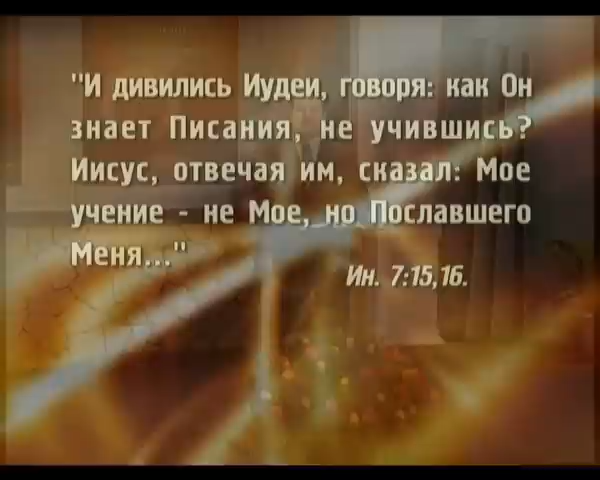 "И дивились Иудеи, говоря: как Он
знает Писания, не учившись?
Иисус, отвечая им, сказал: Мое
учение - не Мое, но Пославшего
Меня..."
Ин. 7:15,16.